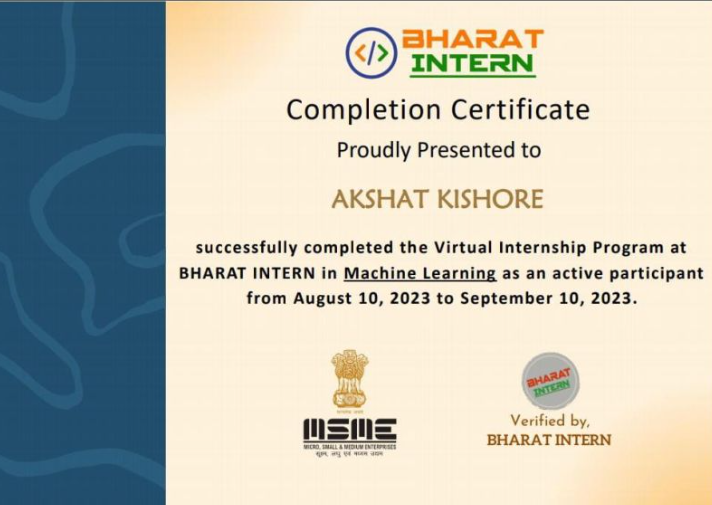 </>
BHARAT
INTERN
Completion Certificate
Proudly Presented to
AKSHAT KISHORE
successfully completed the Virtual Internship Program at
BHARAT INTERN in Machine Learning as an active participant
from August 10, 2023 to September 10, 2023.
सत्यमेव जयते
MSME
MICRO, SMALL & MEDIUM ENTERPRISES
सूक्ष्म, लघु एवं मध्यम उद्यम
BHARAT
INTERN
Verified by,
BHARAT INTERN